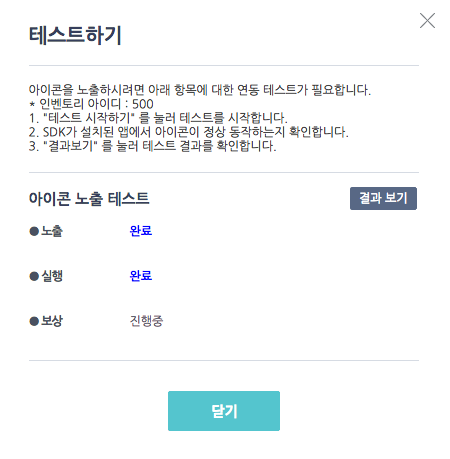 테스트하기
아이콘을 노출하시려면 아래 항목에 대한 연동 테스트가 필요합니다.
* 인벤토리 아이디 : 500
1. "테스트 시작하기" 를 눌러 테스트를 시작합니다.
2. SDK가 설치된 앱에서 아이콘이 정상 동작하는지 확인합니다.
3. "결과보기" 를 눌러 테스트 결과를 확인합니다.
아이콘 노출 테스트 결과 보기
● 노출 완료
● 실행 완료
● 보상 진행중
닫기